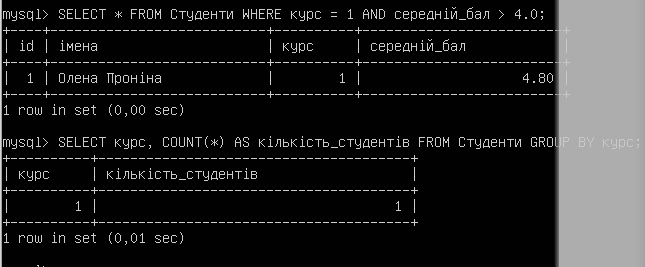 mysql> SELECT * FROM Студенти WHERE курс = 1 AND середній_бал > 4.0;
+----+----------------------------+----------+--------------------------+
| id | імена | курс | середній_бал |
+----+----------------------------+----------+--------------------------+
| 1 | Олена Проніна | 1 | 4.80 |
+----+----------------------------+----------+--------------------------+
1 row in set (0,00 sec)
mysql> SELECT курс, COUNT(*) AS кількість_студентів FROM Студенти GROUP BY курс;
+----------+---------------------------------------+
| курс | кількість_студентів |
+----------+---------------------------------------+
| 1 | 1 |
+----------+---------------------------------------+
1 row in set (0,01 sec)